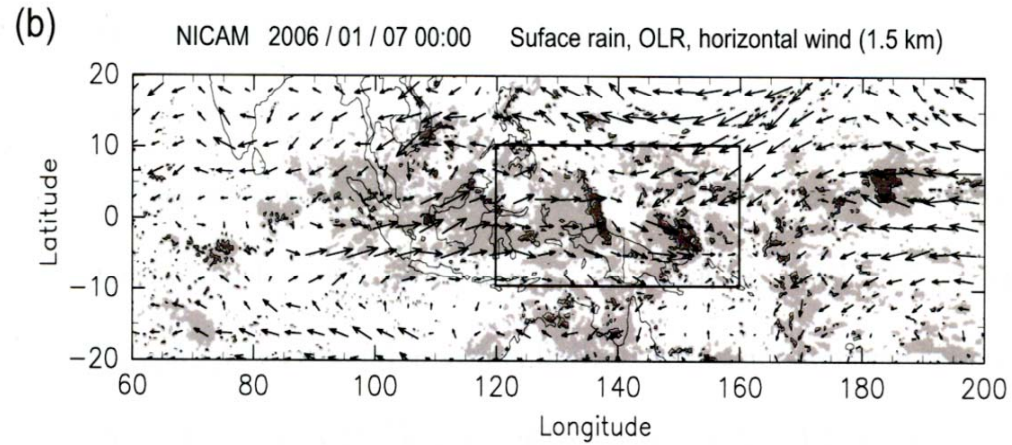 (b)
NICAM 2006 / 01 / 07 00:00 Suface rain, OLR, horizontal wind (1.5 km)
20
10
0
−10
−20
Latitude
60 80 100 120 140 160 180 200
Longitude